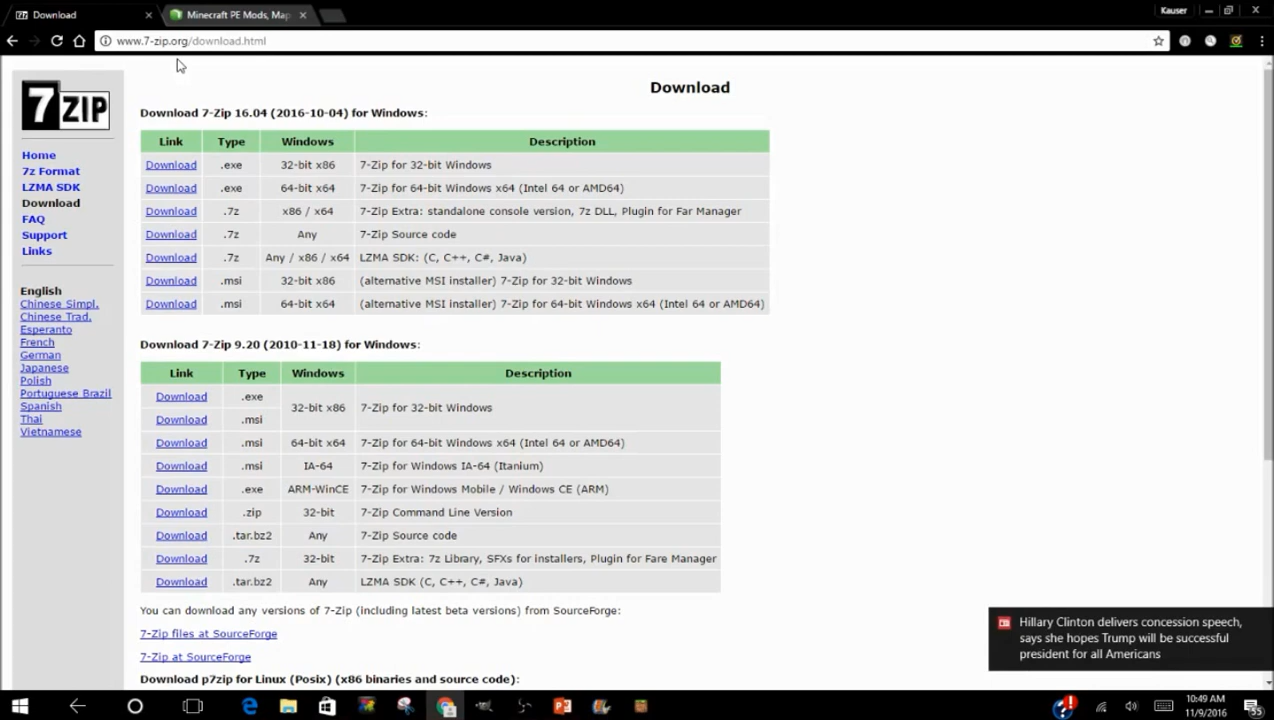 Download
Minecraft PE Mods, Map
Kauser
www.7-zip.org/download.html
7ZIP
Home
7z Format
LZMA SDK
Download
FAQ
Support
Links
English
Chinese Simpl.
Chinese Trad.
Esperanto
French
German
Japanese
Polish
Portuguese Brazil
Spanish
Thai
Vietnamese
Download
Download 7-Zip 16.04 (2016-10-04) for Windows:
Link Type Windows Description
Download .exe 32-bit x86 7-Zip for 32-bit Windows
Download .exe 64-bit x64 7-Zip for 64-bit Windows x64 (Intel 64 or AMD64)
Download .7z x86 / x64 7-Zip Extra: standalone console version, 7z DLL, Plugin for Far Manager
Download .7z Any 7-Zip Source code
Download .7z Any / x86 / x64 LZMA SDK: (C, C++, C#, Java)
Download .msi 32-bit x86 (alternative MSI installer) 7-Zip for 32-bit Windows
Download .msi 64-bit x64 (alternative MSI installer) 7-Zip for 64-bit Windows x64 (Intel 64 or AMD64)
Download 7-Zip 9.20 (2010-11-18) for Windows:
Link Type Windows Description
Download .exe 32-bit x86 7-Zip for 32-bit Windows
Download .msi
Download .msi 64-bit x64 7-Zip for 64-bit Windows x64 (Intel 64 or AMD64)
Download .msi IA-64 7-Zip for Windows IA-64 (Itanium)
Download .exe ARM-WinCE 7-Zip for Windows Mobile / Windows CE (ARM)
Download .zip 32-bit 7-Zip Command Line Version
Download .tar.bz2 Any 7-Zip Source code
Download .7z 32-bit 7-Zip Extra: 7z Library, SFXs for installers, Plugin for Fare Manager
Download .tar.bz2 Any LZMA SDK (C, C++, C#, Java)
You can download any versions of 7-Zip (including latest beta versions) from SourceForge:
7-Zip files at SourceForge
7-Zip at SourceForge
Download p7zip for Linux (Posix) (x86 binaries and source code):
Hillary Clinton delivers concession speech,
says she hopes Trump will be successful
president for all Americans
10:49 AM
11/9/2016
55